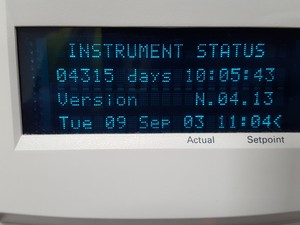 INSTRUMENT STATUS
04315 days 10:05:43
Version N.04.13
Tue 09 Sep 03 11:04<
Actual Setpoint